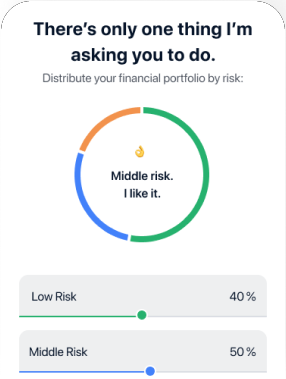 There’s only one thing I’m
asking you to do.
Distribute your financial portfolio by risk:
👌
Middle risk.
I like it.
Low Risk 40 %
Middle Risk 50 %